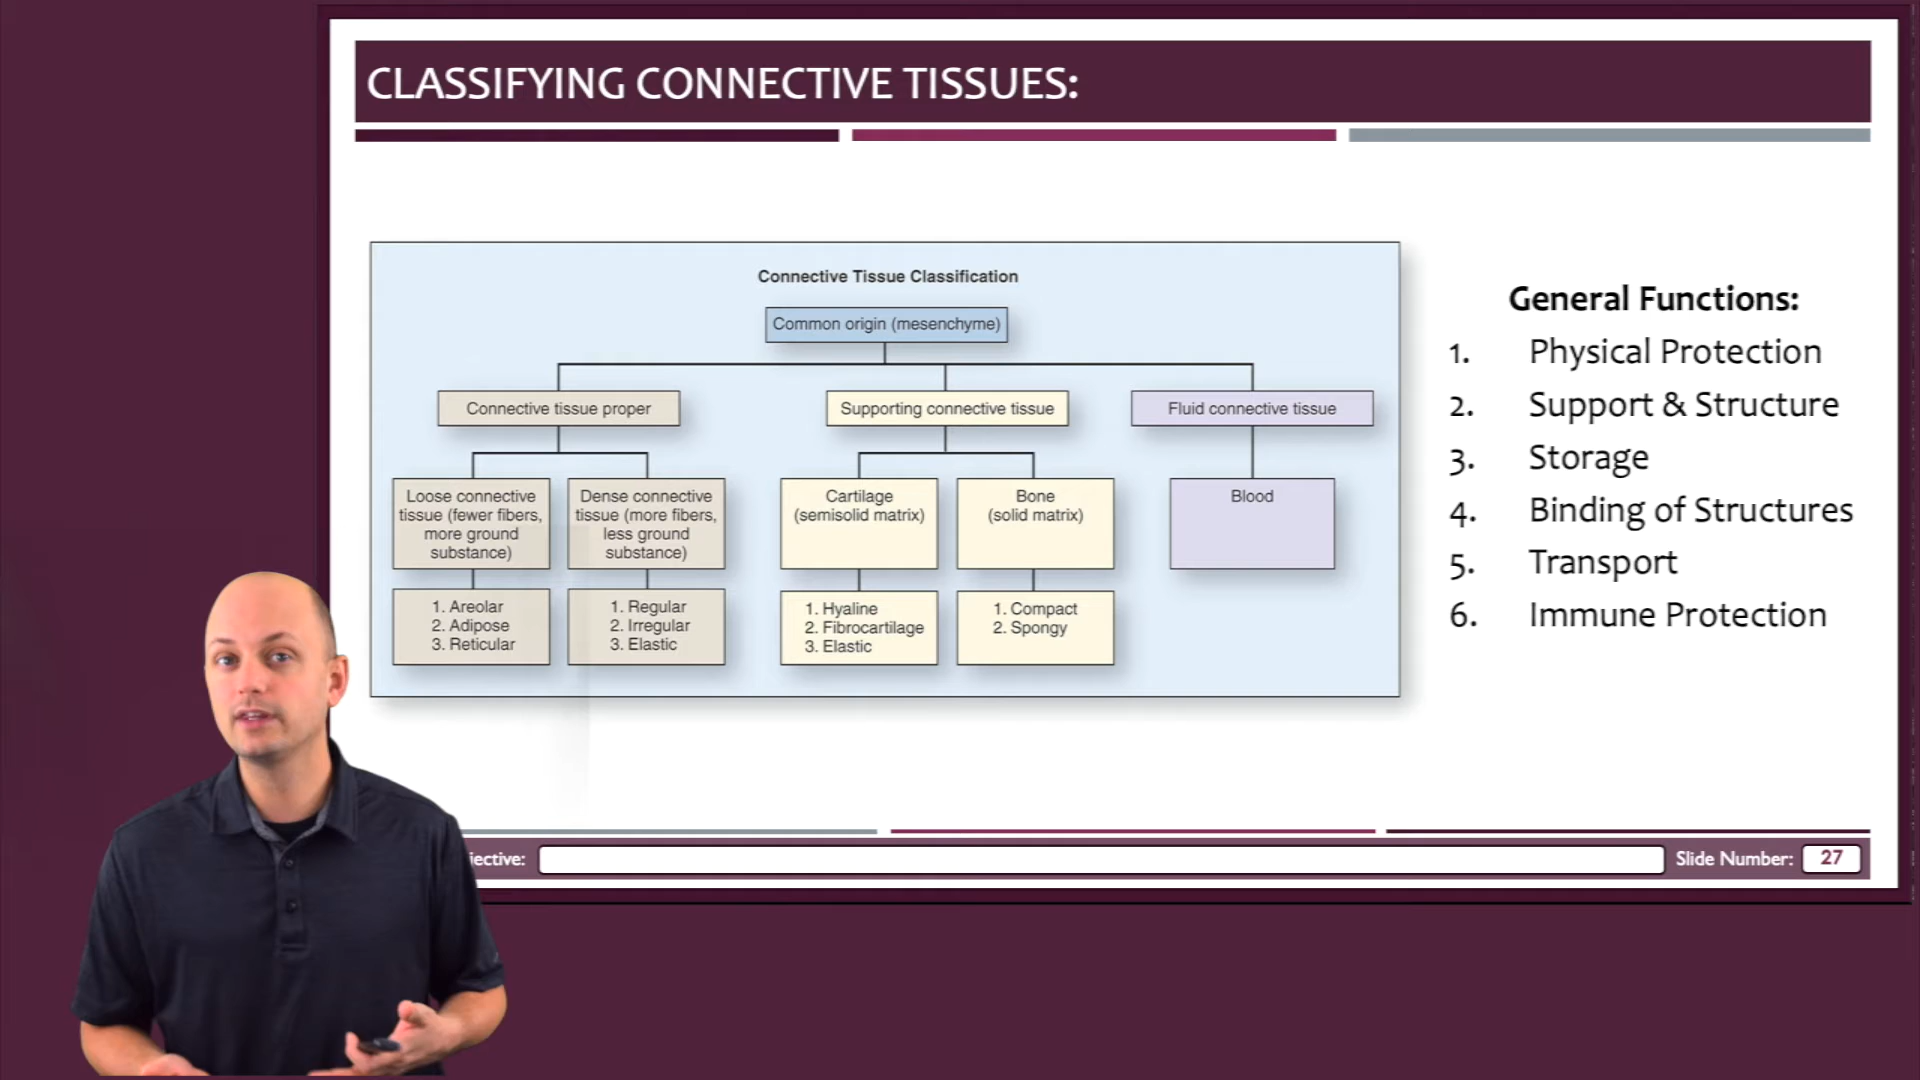 CLASSIFYING CONNECTIVE TISSUES:
Connective Tissue Classification
Common origin (mesenchyme)
Connective tissue proper
Supporting connective tissue
Fluid connective tissue
Loose connective
tissue (fewer fibers,
more ground
substance)
Dense connective
tissue (more fibers,
less ground
substance)
Cartilage
(semisolid matrix)
Bone
(solid matrix)
Blood
1. Areolar
2. Adipose
3. Reticular
1. Regular
2. Irregular
3. Elastic
1. Hyaline
2. Fibrocartilage
3. Elastic
1. Compact
2. Spongy
General Functions:
1. Physical Protection
2. Support & Structure
3. Storage
4. Binding of Structures
5. Transport
6. Immune Protection
jective:
Slide Number: 27